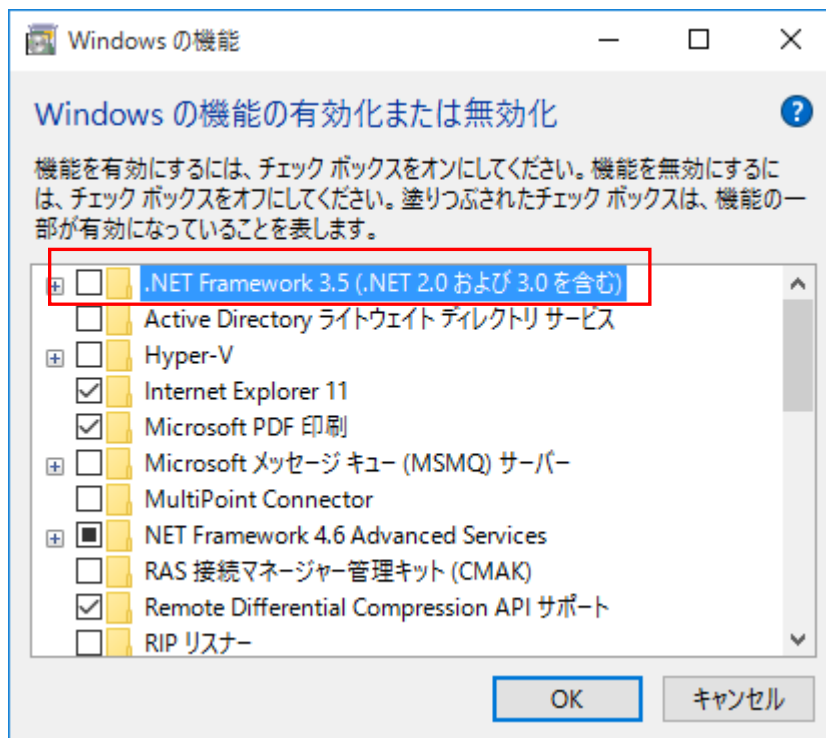 Windows の機能
Windows の機能の有効化または無効化
?
機能を有効にするには、チェック ボックスをオンにしてください。機能を無効にするに
は、チェック ボックスをオフにしてください。塗りつぶされたチェック ボックスは、機能の一
部が有効になっていることを表します。
.NET Framework 3.5 (.NET 2.0 および 3.0 を含む)
Active Directory ライトウェイト ディレクトリ サービス
Hyper-V
Internet Explorer 11
Microsoft PDF 印刷
Microsoft メッセージ キュー (MSMQ) サーバー
MultiPoint Connector
NET Framework 4.6 Advanced Services
RAS 接続マネージャー管理キット (CMAK)
Remote Differential Compression API サポート
RIP リスナー
OK
キャンセル